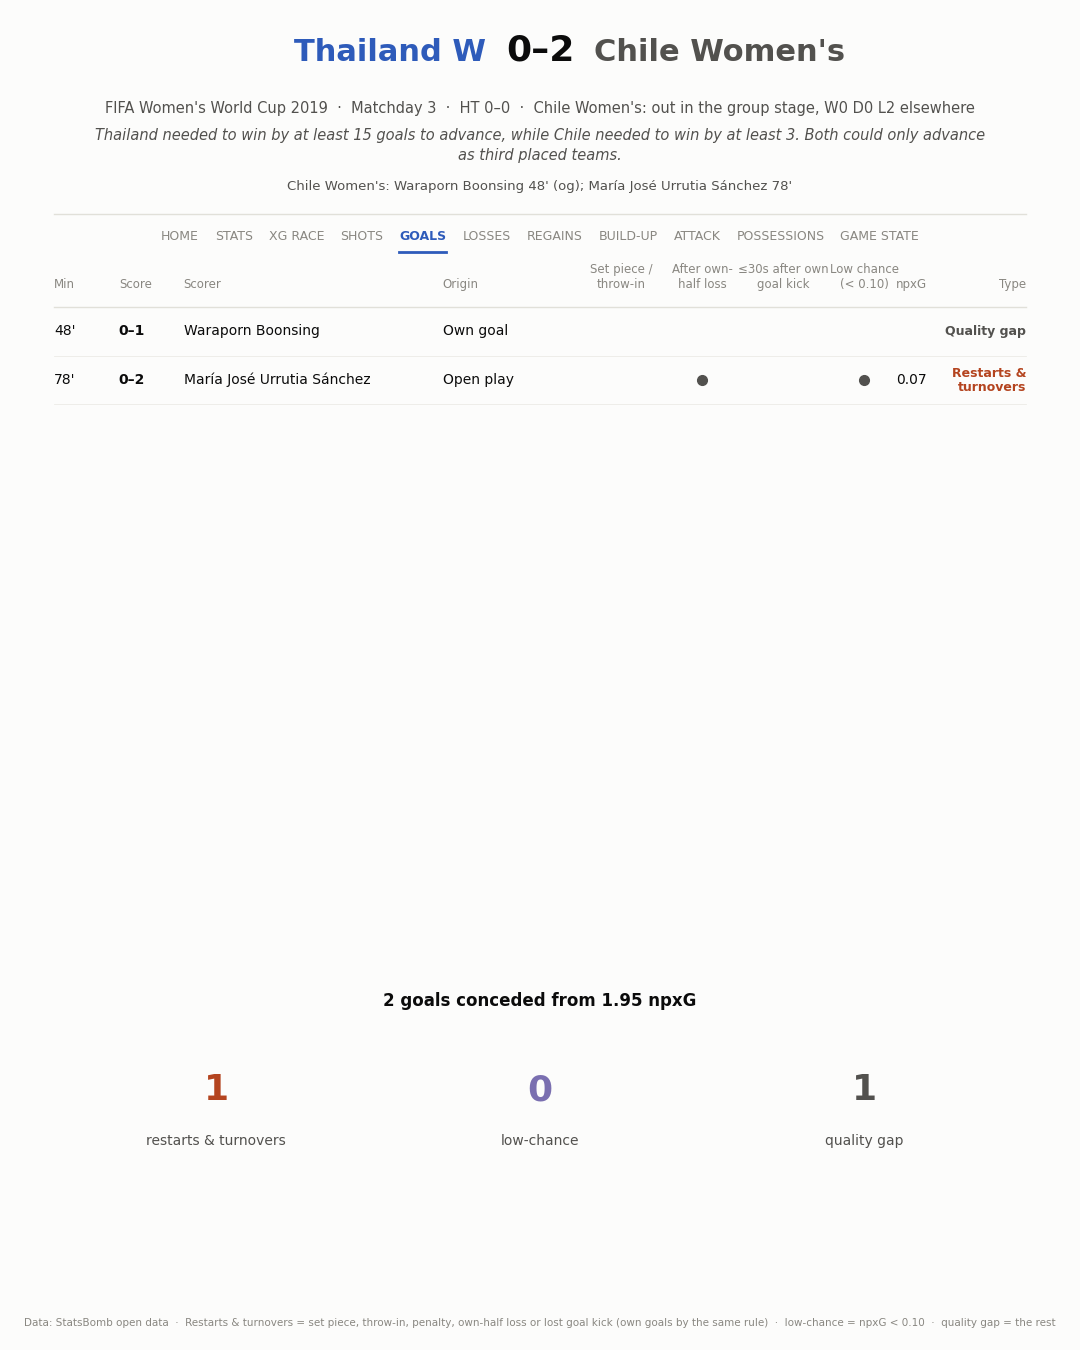 Thailand W 0–2 Chile Women's
FIFA Women's World Cup 2019 · Matchday 3 · HT 0–0 · Chile Women's: out in the group stage, W0 D0 L2 elsewhere
Thailand needed to win by at least 15 goals to advance, while Chile needed to win by at least 3. Both could only advance
as third placed teams.
Chile Women's: Waraporn Boonsing 48' (og); María José Urrutia Sánchez 78'
HOME STATS XG RACE SHOTS GOALS LOSSES REGAINS BUILD-UP ATTACK POSSESSIONS GAME STATE
Set piece / After own- ≤30s after own Low chance
Min Score Scorer Origin throw-in half loss goal kick (< 0.10) npxG Type
48' 0–1 Waraporn Boonsing Own goal Quality gap
78' 0–2 María José Urrutia Sánchez Open play ● ● 0.07 Restarts &
turnovers
2 goals conceded from 1.95 npxG
1 0 1
restarts & turnovers low-chance quality gap
Data: StatsBomb open data · Restarts & turnovers = set piece, throw-in, penalty, own-half loss or lost goal kick (own goals by the same rule) · low-chance = npxG < 0.10 · quality gap = the rest